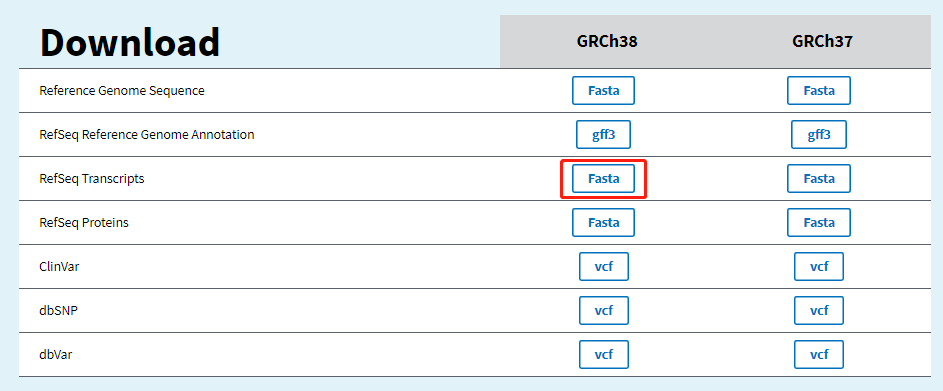 Download GRCh38 GRCh37
Reference Genome Sequence Fasta Fasta
RefSeq Reference Genome Annotation gff3 gff3
RefSeq Transcripts Fasta Fasta
RefSeq Proteins Fasta Fasta
ClinVar vcf vcf
dbSNP vcf vcf
dbVar vcf vcf